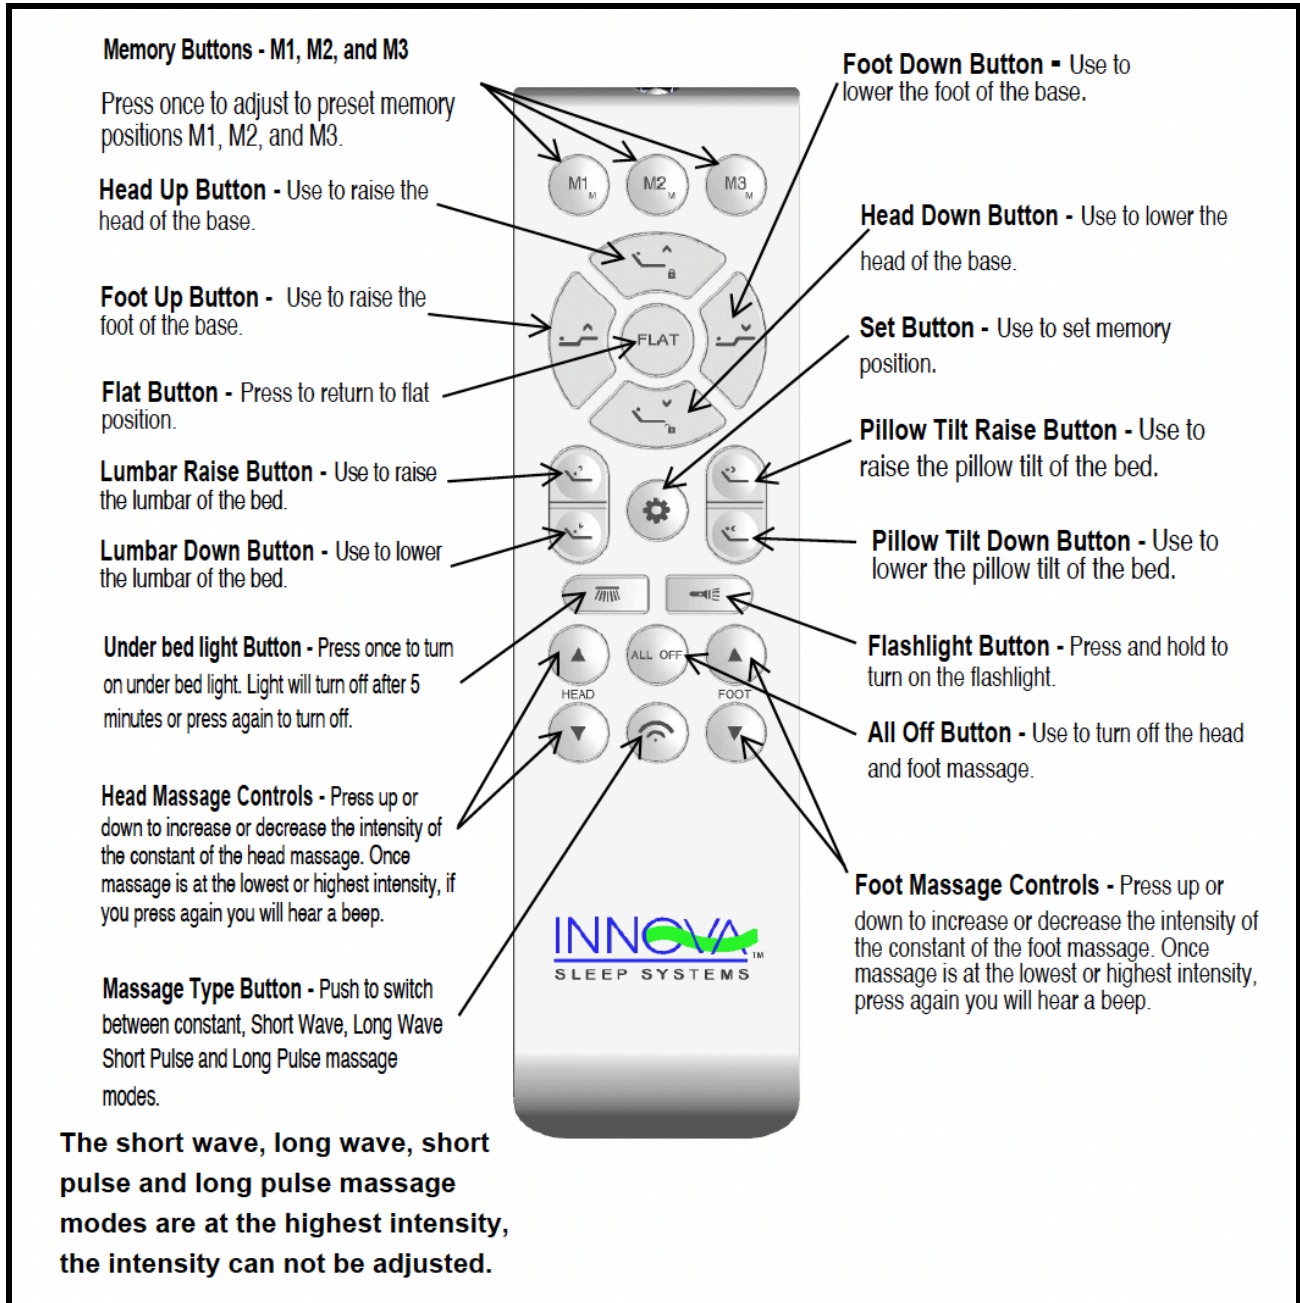 Memory Buttons - M1, M2, and M3
Press once to adjust to preset memory
positions M1, M2, and M3.
Head Up Button - Use to raise the
head of the base.
Foot Up Button - Use to raise the
foot of the base.
Flat Button - Press to return to flat
position.
Lumbar Raise Button - Use to raise
the lumbar of the bed.
Lumbar Down Button - Use to lower
the lumbar of the bed.
Under bed light Button - Press once to turn
on under bed light. Light will turn off after 5
minutes or press again to turn off.
Head Massage Controls - Press up or
down to increase or decrease the intensity of
the constant of the head massage. Once
massage is at the lowest or highest intensity, if
you press again you will hear a beep.
Massage Type Button - Push to switch
between constant, Short Wave, Long Wave
Short Pulse and Long Pulse massage
modes.
The short wave, long wave, short
pulse and long pulse massage
modes are at the highest intensity,
the intensity can not be adjusted.
M1 M
M2 M
M3 M
FLAT
ALL OFF
HEAD
FOOT
INNOVA TM
SLEEP SYSTEMS
Foot Down Button - Use to
lower the foot of the base.
Head Down Button - Use to lower the
head of the base.
Set Button - Use to set memory
position.
Pillow Tilt Raise Button - Use to
raise the pillow tilt of the bed.
Pillow Tilt Down Button - Use to
lower the pillow tilt of the bed.
Flashlight Button - Press and hold to
turn on the flashlight.
All Off Button - Use to turn off the head
and foot massage.
Foot Massage Controls - Press up or
down to increase or decrease the intensity of
the constant of the foot massage. Once
massage is at the lowest or highest intensity,
press again you will hear a beep.